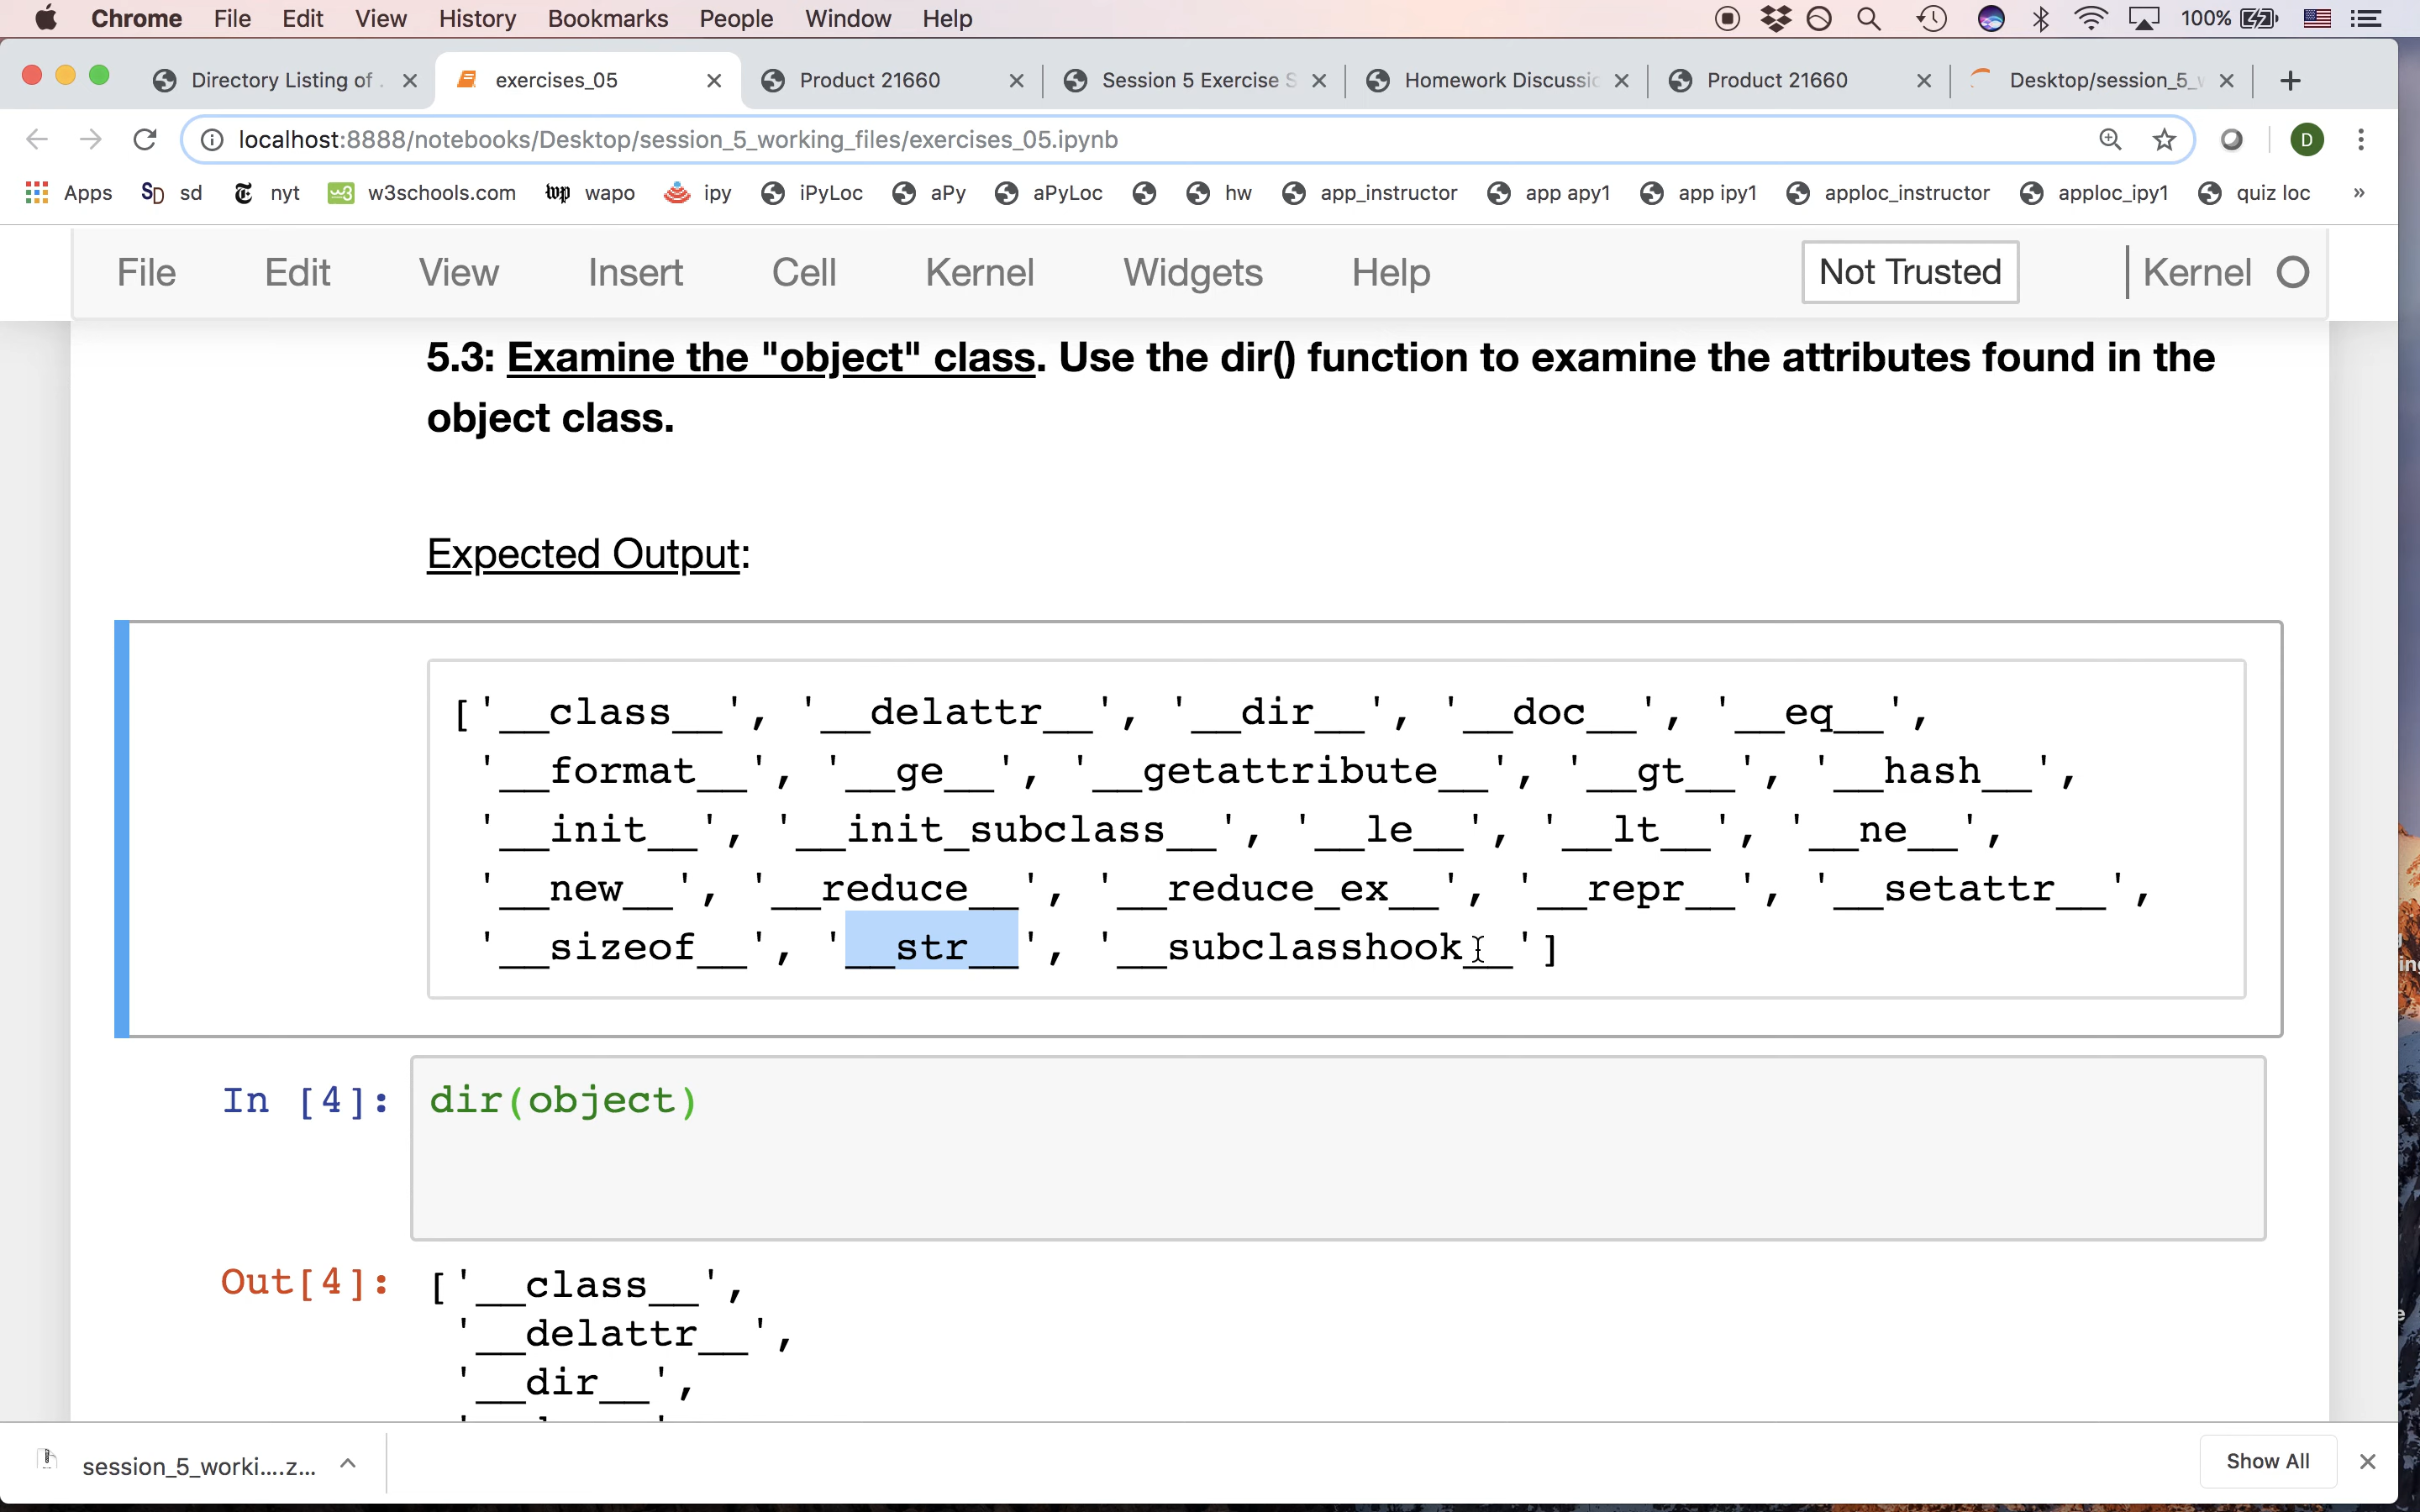 Chrome File Edit View History Bookmarks People Window Help 100%
Directory Listing of exercises_05 Product 21660 Session 5 Exercise S Homework Discussic Product 21660 Desktop/session_5_w
localhost:8888/notebooks/Desktop/session_5_working_files/exercises_05.ipynb D
Apps SD sd nyt w3 w3schools.com wp wapo ipy iPyLoc aPy aPyLoc hw app_instructor app apy1 app ipy1 apploc_instructor apploc_ipy1 quiz loc »
File Edit View Insert Cell Kernel Widgets Help Not Trusted Kernel
5.3: Examine the "object" class. Use the dir() function to examine the attributes found in the
object class.
Expected Output:
['__class__', '__delattr__', '__dir__', '__doc__', '__eq__',
'__format__', '__ge__', '__getattribute__', '__gt__', '__hash__',
'__init__', '__init_subclass__', '__le__', '__lt__', '__ne__',
'__new__', '__reduce__', '__reduce_ex__', '__repr__', '__setattr__',
'__sizeof__', '__str__', '__subclasshook__']
In [4]: dir(object)
Out[4]: ['__class__',
'__delattr__',
'__dir__',
session_5_worki....z... Show All